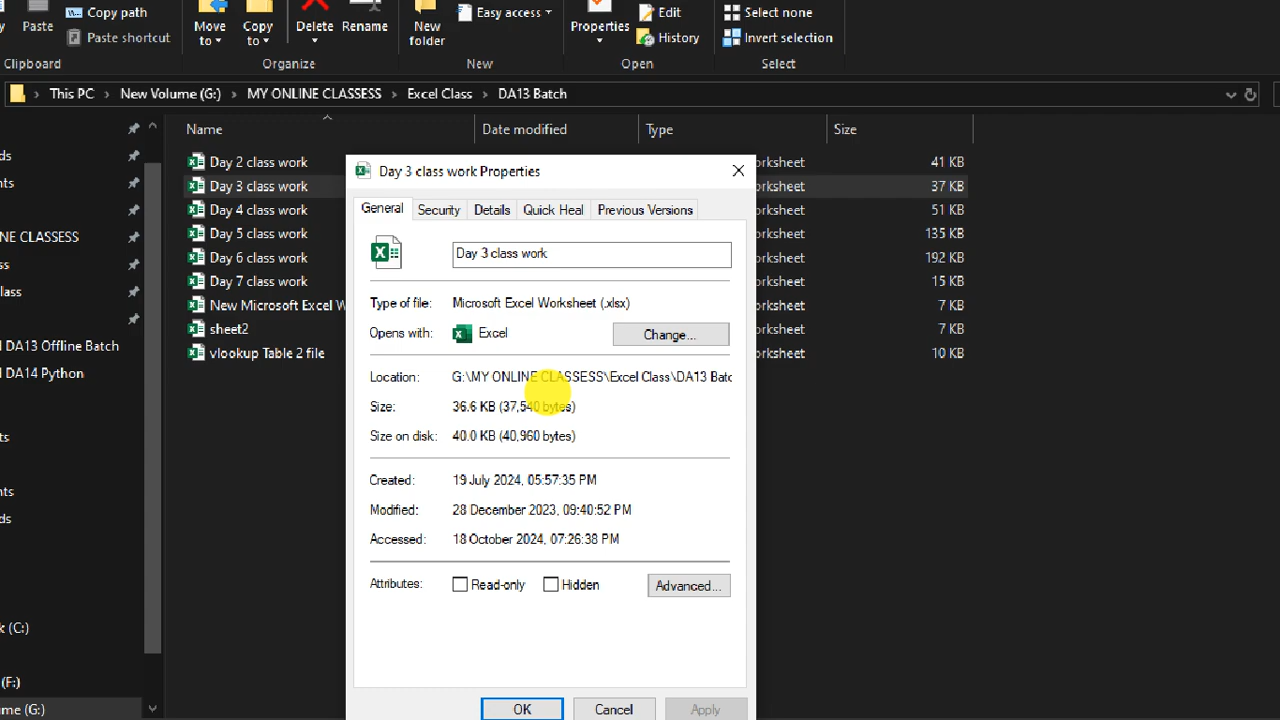 Paste
Copy path
Paste shortcut
Move to
Copy to
Delete
Rename
New folder
Easy access
Properties
Edit
History
Select none
Invert selection
Clipboard
Organize
New
Open
Select
This PC > New Volume (G:) > MY ONLINE CLASSESS > Excel Class > DA13 Batch
Name
Date modified
Type
Size
NE CLASSESS
DA13 Offline Batch
DA14 Python
(C:)
(F:)
(G:)
Day 2 class work
41 KB
Day 3 class work
37 KB
Day 4 class work
51 KB
Day 5 class work
135 KB
Day 6 class work
192 KB
Day 7 class work
15 KB
New Microsoft Excel W
7 KB
sheet2
7 KB
vlookup Table 2 file
10 KB
Day 3 class work Properties
General
Security
Details
Quick Heal
Previous Versions
Day 3 class work
Type of file: Microsoft Excel Worksheet (.xlsx)
Opens with: Excel
Change...
Location: G:\MY ONLINE CLASSESS\Excel Class\DA13 Batc
Size: 36.6 KB (37,540 bytes)
Size on disk: 40.0 KB (40,960 bytes)
Created: 19 July 2024, 05:57:35 PM
Modified: 28 December 2023, 09:40:52 PM
Accessed: 18 October 2024, 07:26:38 PM
Attributes: Read-only Hidden
Advanced...
OK
Cancel
Apply